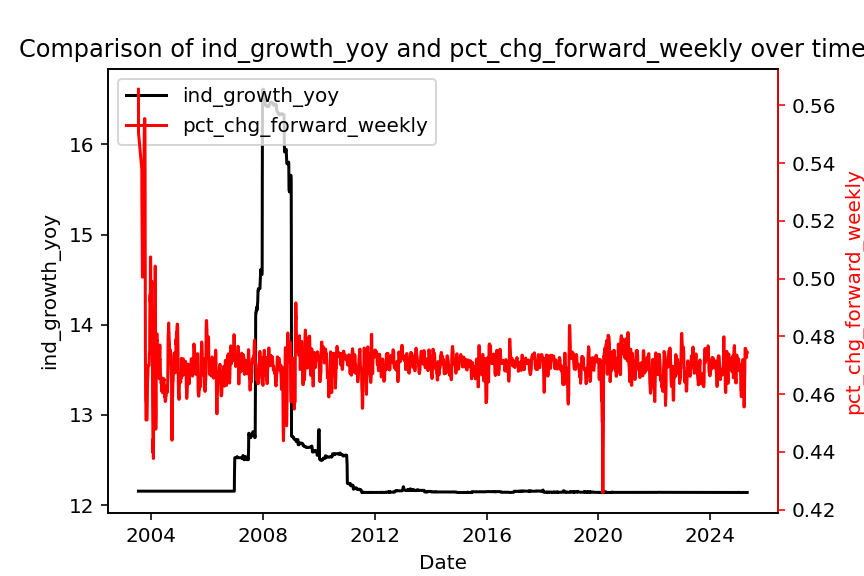 Comparison of ind_growth_yoy and pct_chg_forward_weekly over time
ind_growth_yoy
pct_chg_forward_weekly
ind_growth_yoy
16
15
14
13
12
0.56
0.54
0.52
0.50
0.48
0.46
0.44
0.42
pct_chg_forward_weekly
2004 2008 2012 2016 2020 2024
Date